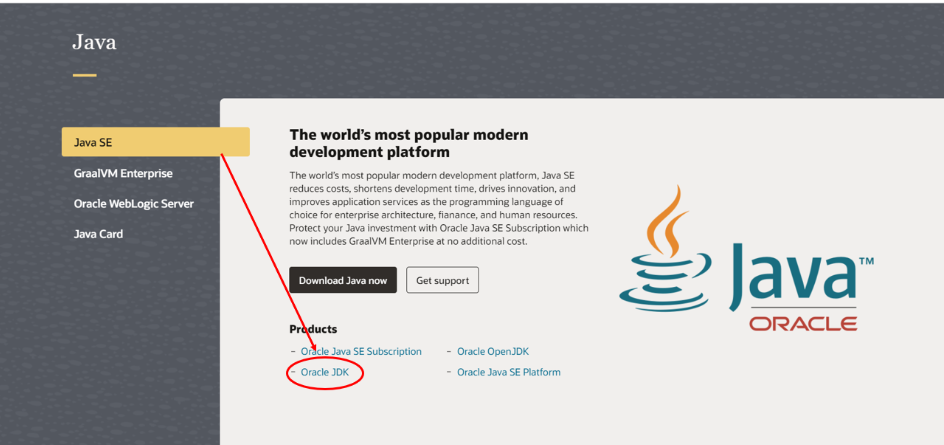 Java
Java SE
GraalVM Enterprise
Oracle WebLogic Server
Java Card
The world's most popular modern
development platform
The world's most popular modern development platform, Java SE
reduces costs, shortens development time, drives innovation, and
improves application services as the programming language of
choice for enterprise architecture, fianance, and human resources.
Protect your Java investment with Oracle Java SE Subscription which
now includes GraalVM Enterprise at no additional cost.
Download Java now
Get support
Products
– Oracle Java SE Subscription
– Oracle OpenJDK
– Oracle JDK
– Oracle Java SE Platform
Java™
ORACLE